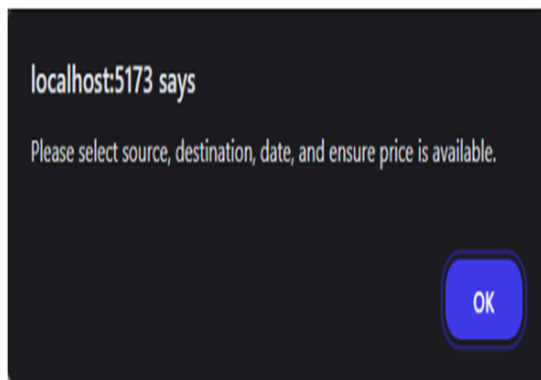 localhost:5173 says
Please select source, destination, date, and ensure price is available.
OK